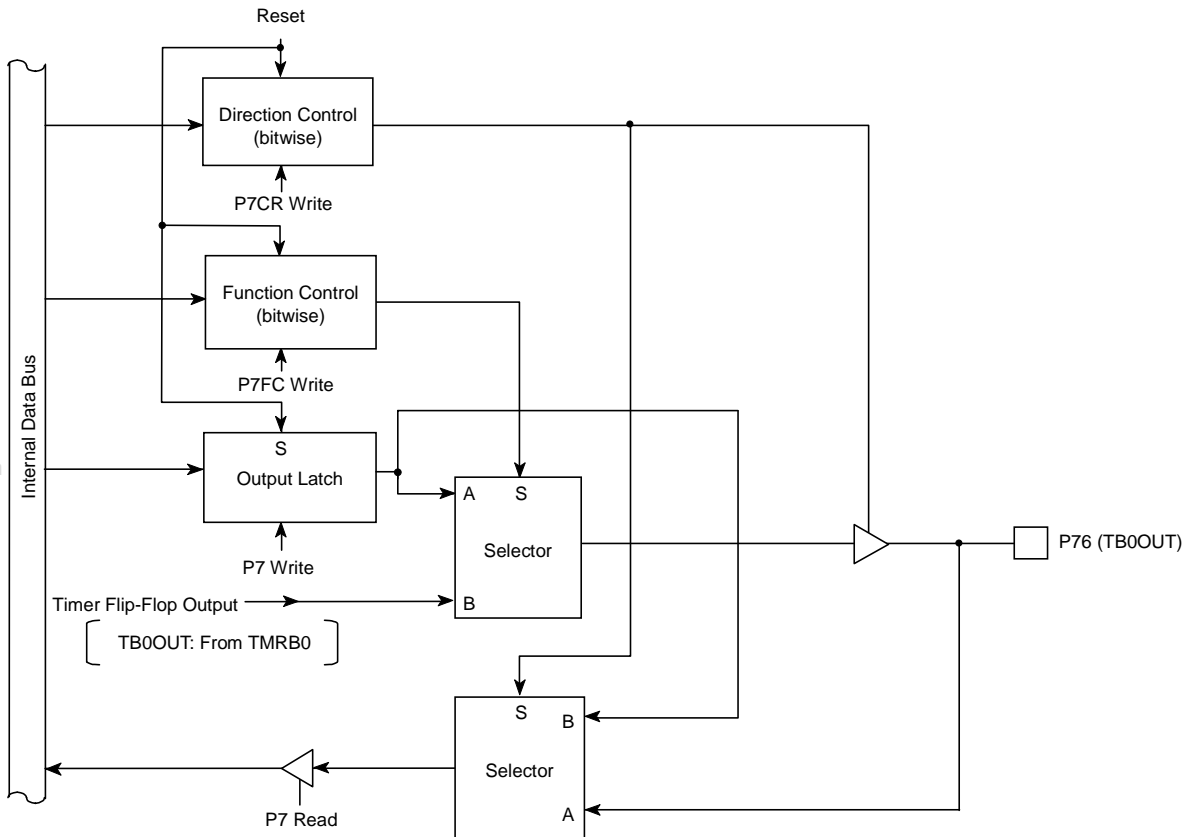 Reset
Direction Control
(bitwise)
P7CR Write
Function Control
(bitwise)
P7FC Write
Internal Data Bus
S
Output Latch
A S
Selector
P76 (TB0OUT)
P7 Write
B
Timer Flip-Flop Output
TB0OUT: From TMRB0
S
B
Selector
A
P7 Read